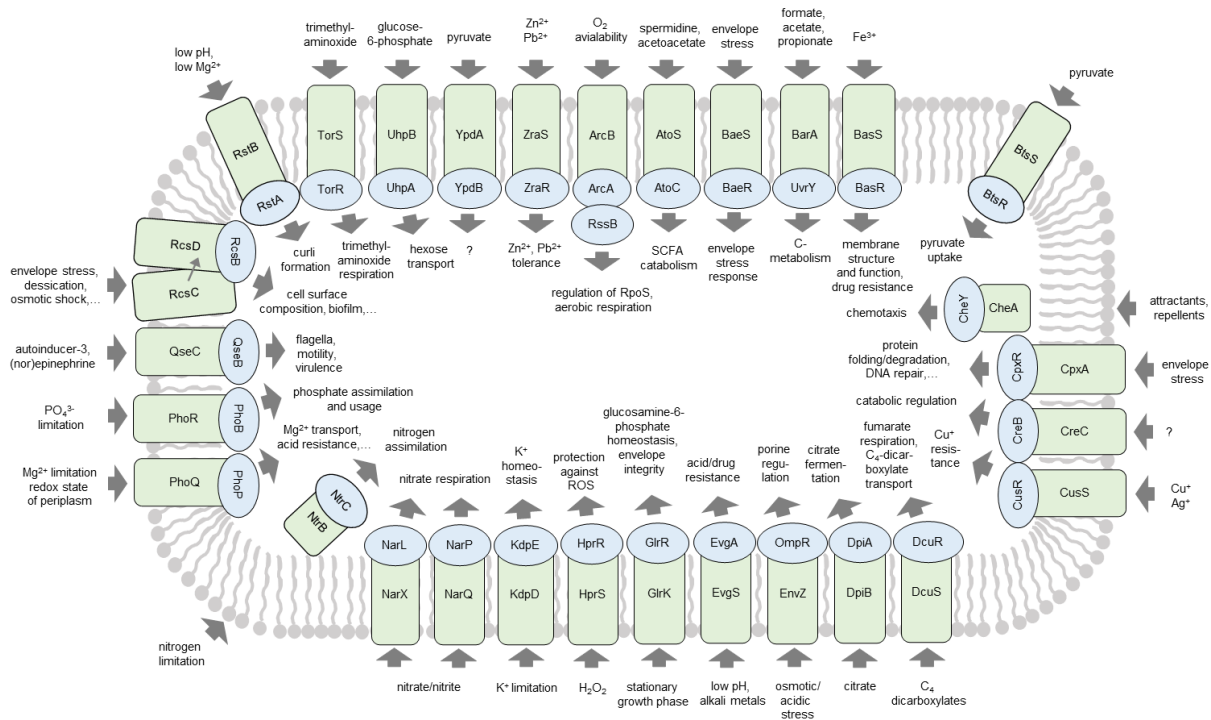 trimethyl-
aminoxide
glucose-
6-phosphate
pyruvate
Zn²⁺
Pb²⁺
O₂
avialability
spermidine,
acetoacetate
envelope
stress
formate,
acetate,
propionate
Fe³⁺
low pH,
low Mg²⁺
pyruvate
RstB
TorS
UhpB
YpdA
ZraS
ArcB
AtoS
BaeS
BarA
BasS
BtsS
RstA
TorR
UhpA
YpdB
ZraR
ArcA
AtoC
BaeR
UvrY
BasR
BtsR
RssB
curli
formation
trimethyl-
aminoxide
respiration
hexose
transport
?
Zn²⁺, Pb²⁺
tolerance
regulation of RpoS,
aerobic respiration
SCFA
catabolism
envelope
stress
response
C-
metabolism
membrane
structure
and function,
drug resistance
pyruvate
uptake
RcsD
RcsB
RcsC
envelope stress,
dessication,
osmotic shock,...
cell surface
composition, biofilm,...
chemotaxis
CheY
CheA
attractants,
repellents
autoinducer-3,
(nor)epinephrine
QseC
QseB
flagella,
motility,
virulence
protein
folding/degradation,
DNA repair,...
CpxR
CpxA
envelope
stress
PO₄³⁻
limitation
PhoR
PhoB
phosphate assimilation
and usage
catabolic regulation
CreB
CreC
?
Mg²⁺ limitation
redox state
of periplasm
PhoQ
PhoP
Mg²⁺ transport,
acid resistance,...
Cu⁺
resis-
tance
CusR
CusS
Cu⁺
Ag⁺
nitrogen
assimilation
NtrC
NtrB
nitrogen
limitation
nitrate respiration
K⁺
homeo-
stasis
protection
against
ROS
glucosamine-6-
phosphate
homeostasis,
envelope
integrity
acid/drug
resistance
porine
regu-
lation
citrate
fermen-
tation
fumarate
respiration,
C₄-dicar-
boxylate
transport
NarL
NarP
KdpE
HprR
GlrR
EvgA
OmpR
DpiA
DcuR
NarX
NarQ
KdpD
HprS
GlrK
EvgS
EnvZ
DpiB
DcuS
nitrate/nitrite
K⁺ limitation
H₂O₂
stationary
growth phase
low pH,
alkali metals
osmotic/
acidic
stress
citrate
C₄
dicarboxylates